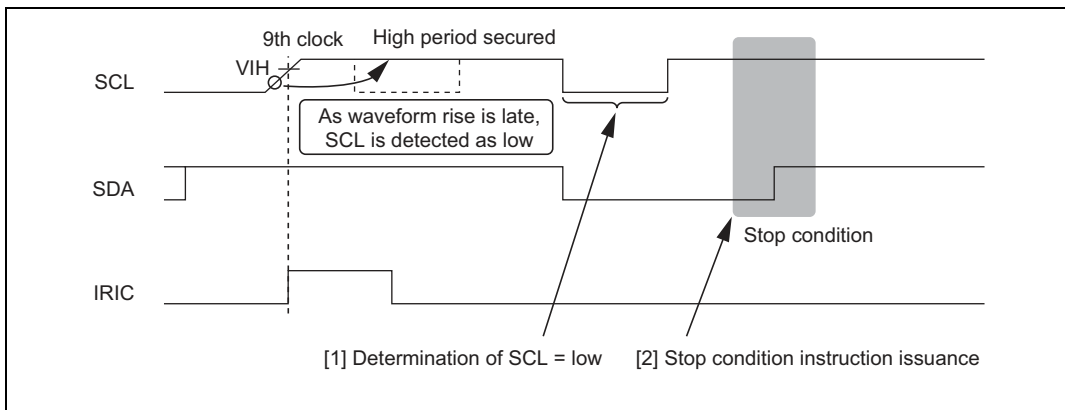 9th clock
High period secured
VIH
SCL
As waveform rise is late,
SCL is detected as low
SDA
Stop condition
IRIC
[1] Determination of SCL = low
[2] Stop condition instruction issuance